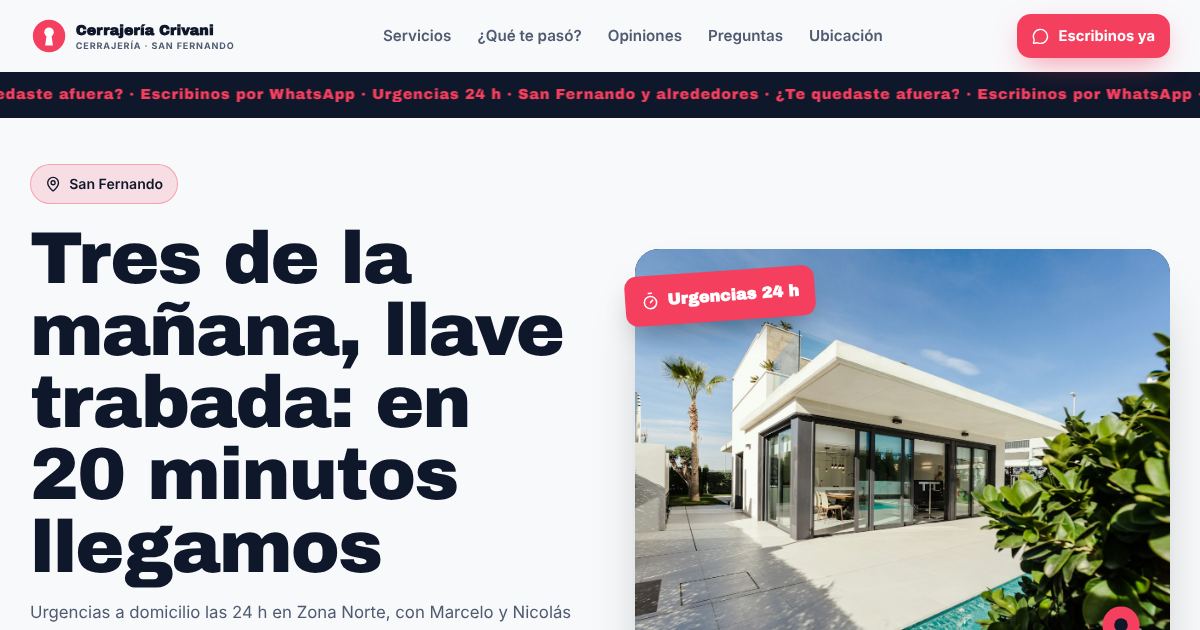 Cerrajería Crivani
CERRAJERÍA · SAN FERNANDO
Servicios
¿Qué te pasó?
Opiniones
Preguntas
Ubicación
Escribinos ya
edaste afuera? · Escribinos por WhatsApp · Urgencias 24 h · San Fernando y alrededores · ¿Te quedaste afuera? · Escribinos por WhatsApp ·
San Fernando
Tres de la
mañana, llave
trabada: en
20 minutos
llegamos
Urgencias 24 h
Urgencias a domicilio las 24 h en Zona Norte, con Marcelo y Nicolás